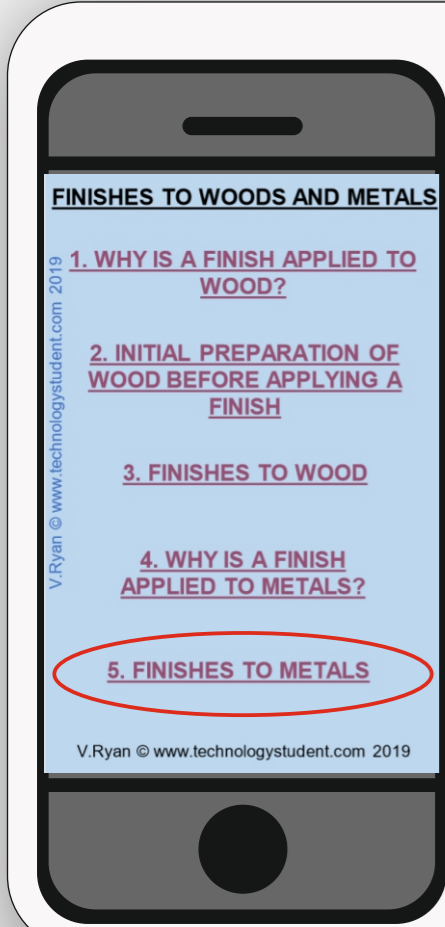 FINISHES TO WOODS AND METALS
V.Ryan © www.technologystudent.com 2019
1. WHY IS A FINISH APPLIED TO
WOOD?
2. INITIAL PREPARATION OF
WOOD BEFORE APPLYING A
FINISH
3. FINISHES TO WOOD
4. WHY IS A FINISH
APPLIED TO METALS?
5. FINISHES TO METALS
V.Ryan © www.technologystudent.com 2019